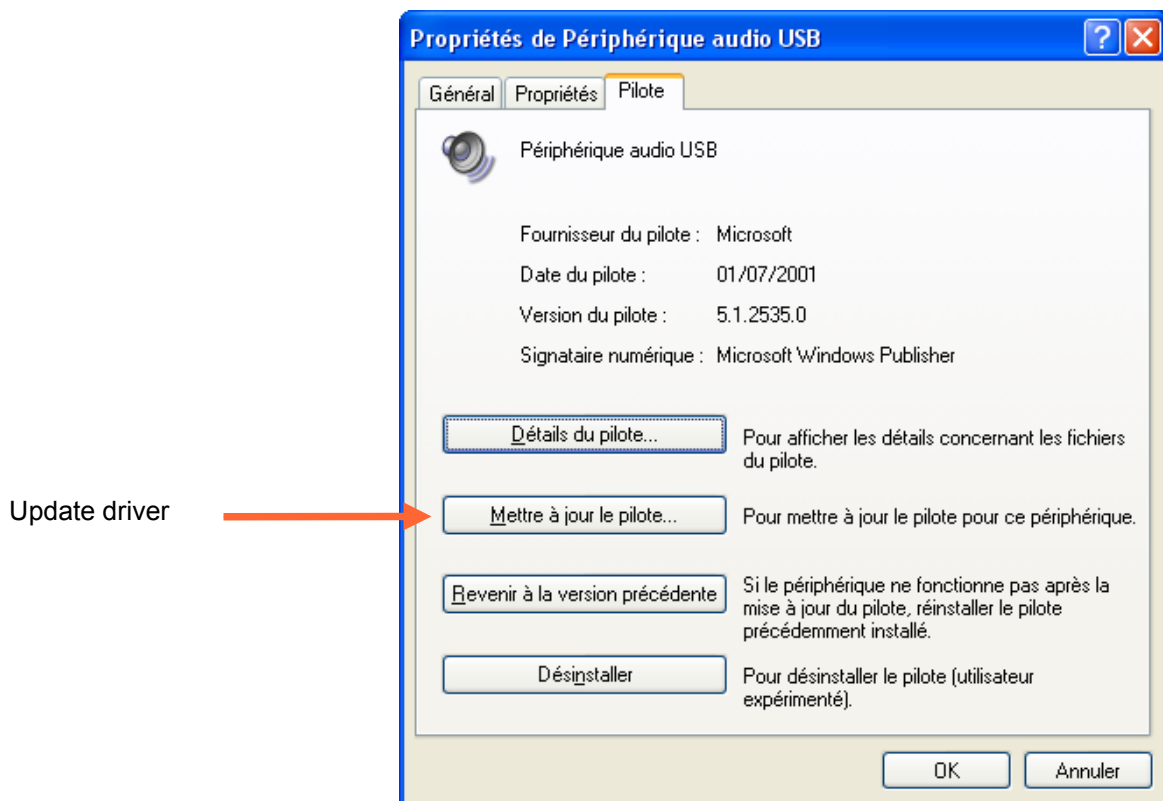 Propriétés de Périphérique audio USB
Général Propriétés Pilote
Périphérique audio USB
Fournisseur du pilote : Microsoft
Date du pilote : 01/07/2001
Version du pilote : 5.1.2535.0
Signataire numérique : Microsoft Windows Publisher
Détails du pilote...
Pour afficher les détails concernant les fichiers
du pilote.
Update driver
Mettre à jour le pilote...
Pour mettre à jour le pilote pour ce périphérique.
Revenir à la version précédente
Si le périphérique ne fonctionne pas après la
mise à jour du pilote, réinstaller le pilote
précédemment installé.
Désinstaller
Pour désinstaller le pilote (utilisateur
expérimenté).
OK Annuler